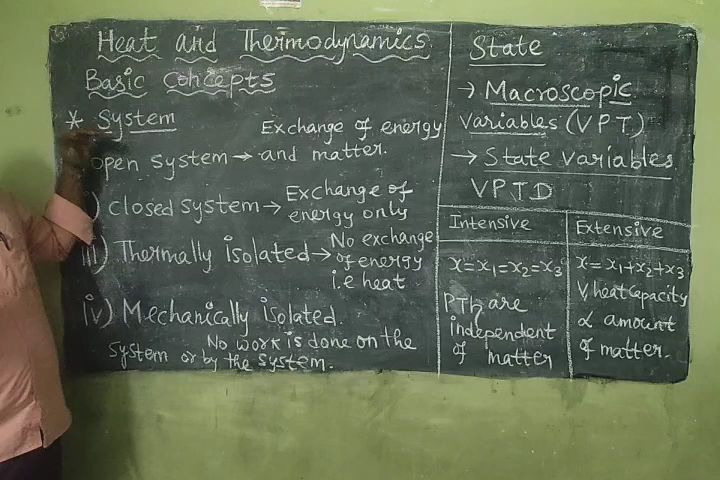 Heat and Thermodynamics
Basic Concepts
* System
open system → Exchange of energy
and matter.
) closed system → Exchange of
energy only
iii) Thermally isolated → No exchange
of energy
i.e heat
iv) Mechanically isolated.
No work is done on the
system or by the system.
State
→ Macroscopic
Variables (VPT)
→ State variables
VPTD
Intensive
x=x1=x2=x3
PTη are
independent
of matter
Extensive
x=x1+x2+x3
V, heat capacity
∝ amount
of matter.